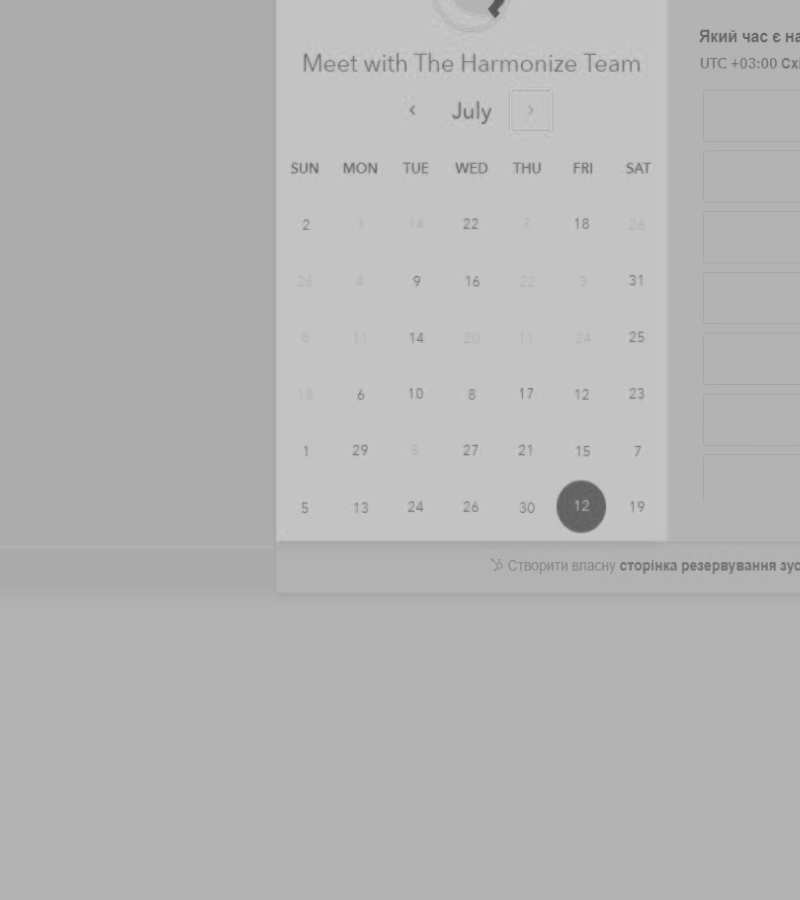 Meet with The Harmonize Team
‹ July ›
SUN MON TUE WED THU FRI SAT
2 14 22 7 18 26
26 4 9 16 22 3 31
8 11 14 20 11 24 25
18 6 10 8 17 12 23
1 29 5 27 21 15 7
5 13 24 26 30 12 19
Який час є на
UTC +03:00 Схі
Створити власну сторінка резервування зус